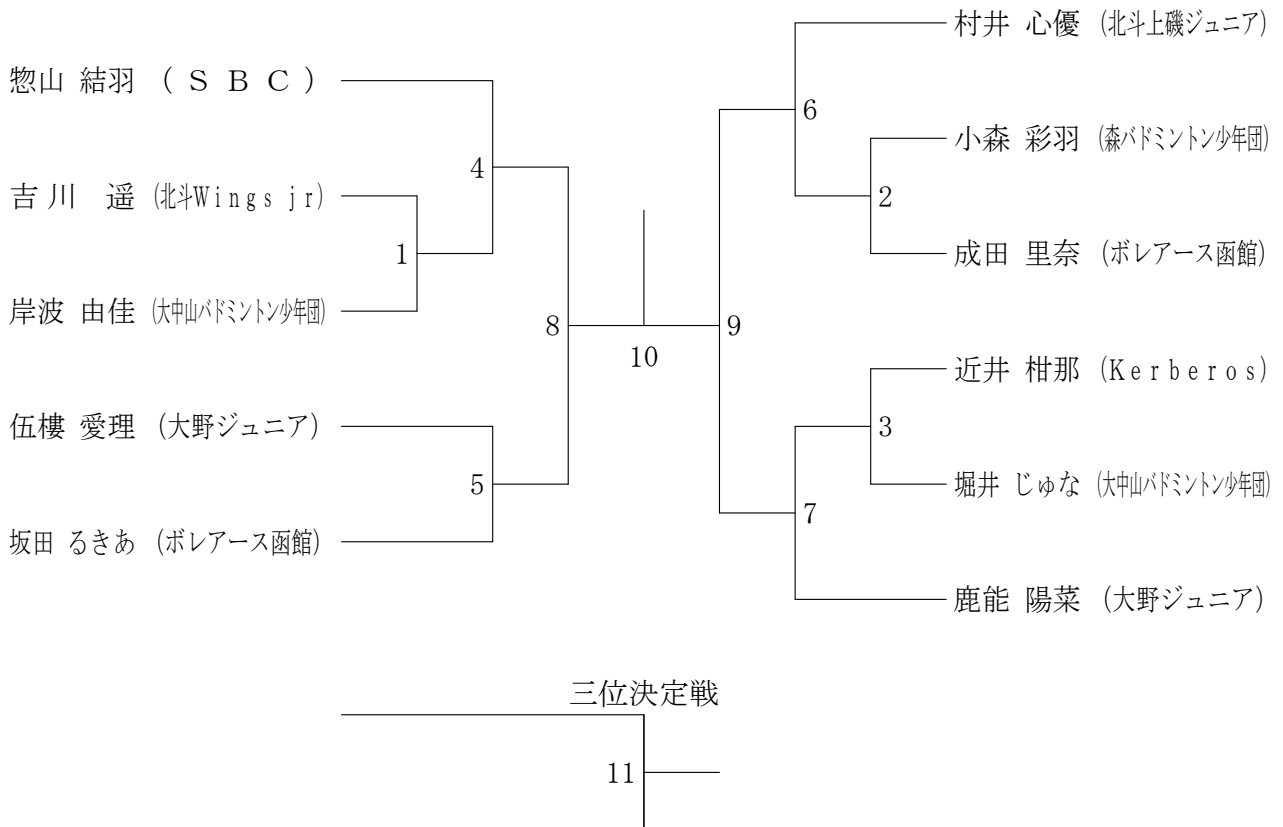 惣山 結羽 (ＳＢＣ)
4
吉川 遥 (北斗Wings jr)
1
岸波 由佳 (大中山バドミントン少年団)
8
伍樓 愛理 (大野ジュニア)
5
坂田 るきあ (ボレアース函館)
10
村井 心優 (北斗上磯ジュニア)
6
小森 彩羽 (森バドミントン少年団)
2
成田 里奈 (ボレアース函館)
9
近井 柑那 (Kerberos)
3
堀井 じゅな (大中山バドミントン少年団)
7
鹿能 陽菜 (大野ジュニア)
三位決定戦
11